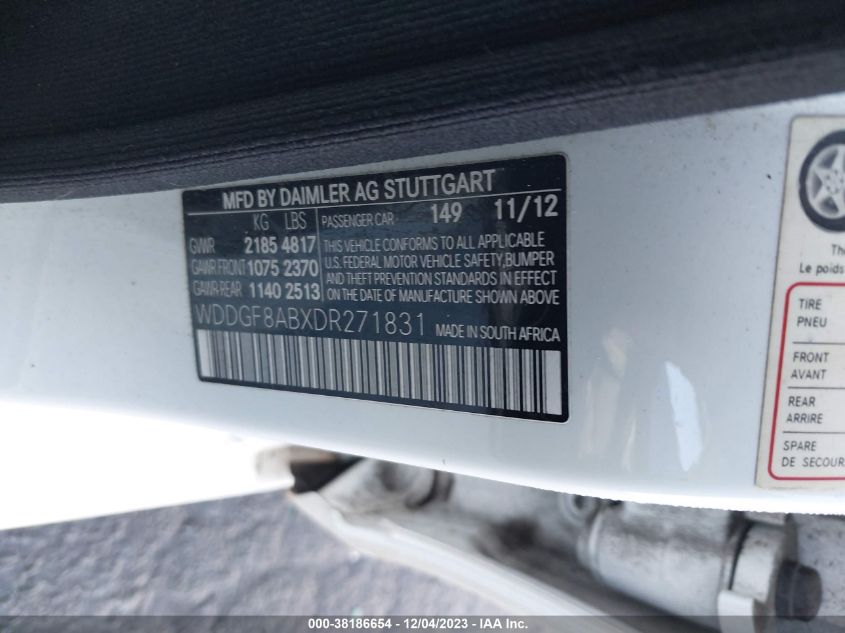 MFD BY DAIMLER AG STUTTGART
KG LBS PASSENGER CAR 149 11/12
GVWR 2185 4817
GAWR FRONT 1075 2370
GAWR REAR 1140 2513
THIS VEHICLE CONFORMS TO ALL APPLICABLE
U.S. FEDERAL MOTOR VEHICLE SAFETY,BUMPER
AND THEFT PREVENTION STANDARDS IN EFFECT
ON THE DATE OF MANUFACTURE SHOWN ABOVE
WDDGF8ABXDR271831 MADE IN SOUTH AFRICA
Le poids
TIRE
PNEU
FRONT
AVANT
REAR
ARRIERE
SPARE
DE SECOUR
000-38186654 - 12/04/2023 - IAA Inc.